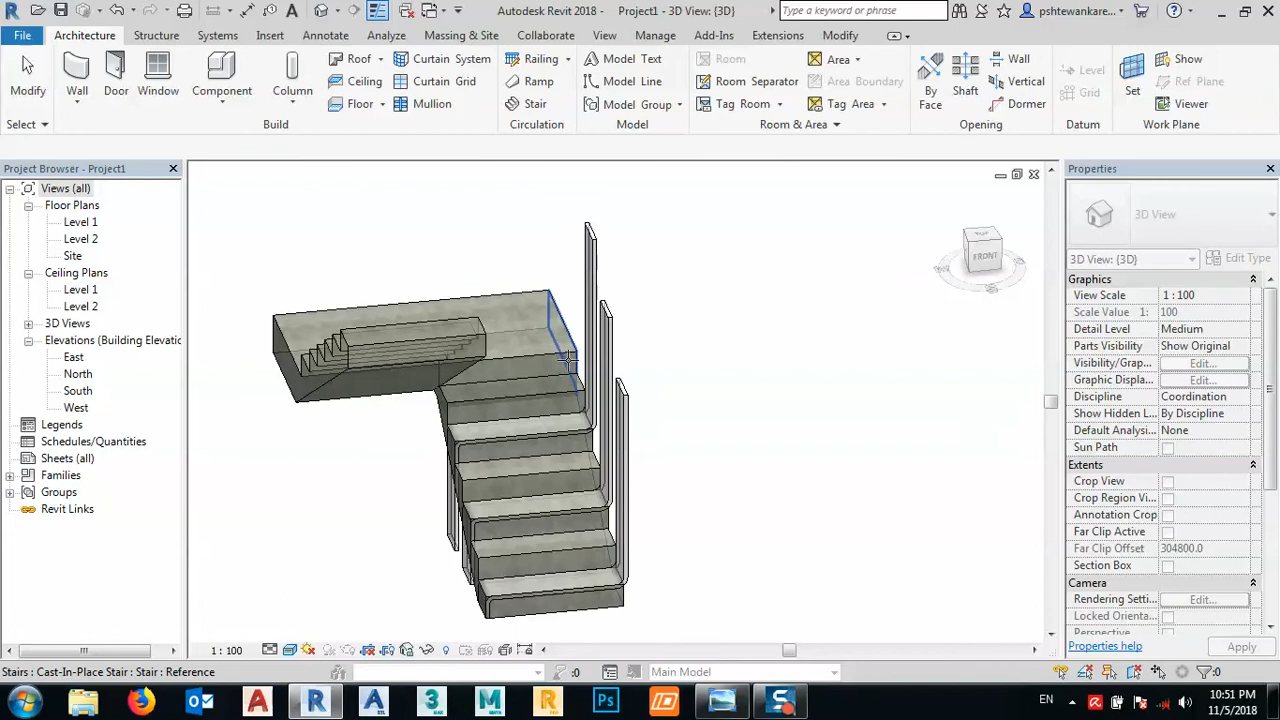 Autodesk Revit 2018 - Project1 - 3D View: {3D}
Type a keyword or phrase
pshtewankare...
File Architecture Structure Systems Insert Annotate Analyze Massing & Site Collaborate View Manage Add-Ins Extensions Modify
Modify
Wall
Door
Window
Component
Column
Roof
Ceiling
Floor
Curtain System
Curtain Grid
Mullion
Railing
Ramp
Stair
Model Text
Model Line
Model Group
Room
Room Separator
Tag Room
Area
Area Boundary
Tag Area
By Face
Shaft
Wall
Vertical
Dormer
Level
Grid
Set
Show
Ref Plane
Viewer
Select
Build
Circulation
Model
Room & Area
Opening
Datum
Work Plane
Project Browser - Project1
Views (all)
Floor Plans
Level 1
Level 2
Site
Ceiling Plans
Level 1
Level 2
3D Views
Elevations (Building Elevatic
East
North
South
West
Legends
Schedules/Quantities
Sheets (all)
Families
Groups
Revit Links
TOP
FRONT
Properties
3D View
3D View: {3D}
Edit Type
Graphics
View Scale 1 : 100
Scale Value 1: 100
Detail Level Medium
Parts Visibility Show Original
Visibility/Grap... Edit...
Graphic Displa... Edit...
Discipline Coordination
Show Hidden L... By Discipline
Default Analysi... None
Sun Path
Extents
Crop View
Crop Region Vi...
Annotation Crop
Far Clip Active
Far Clip Offset 304800.0
Section Box
Camera
Rendering Setti... Edit...
Locked Orienta...
Perspective
Properties help
Apply
1 : 100
Stairs : Cast-In-Place Stair : Stair : Reference
:0
Main Model
:0
EN
10:51 PM
11/5/2018